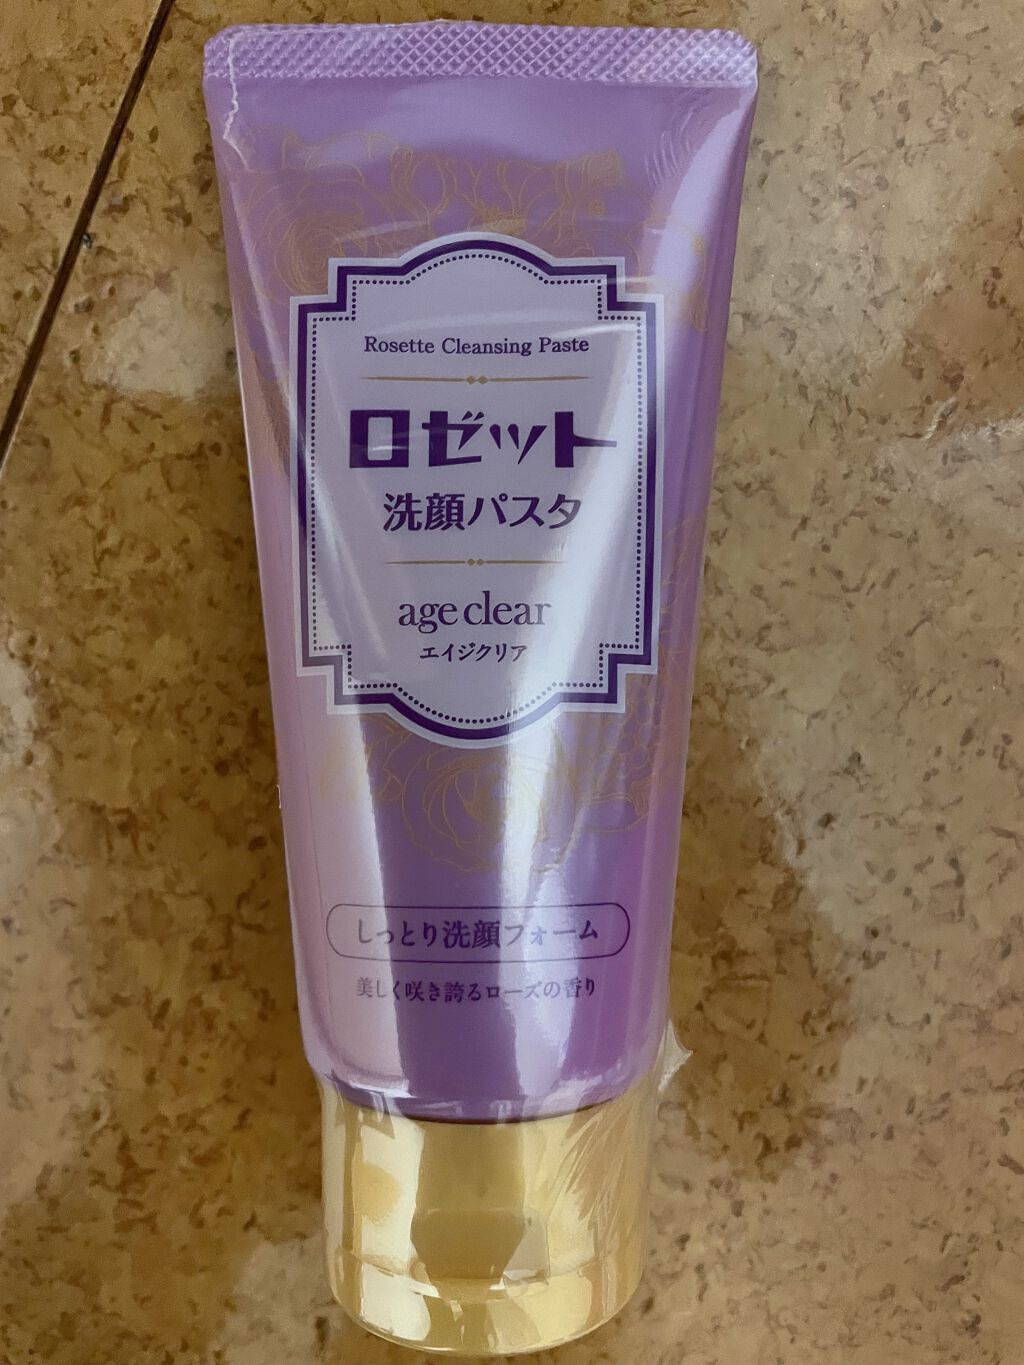 Rosette Cleansing Paste
ロゼット
洗顔パスタ
age clear
エイジクリア
しっとり洗顔フォーム
美しく咲き誇るローズの香り